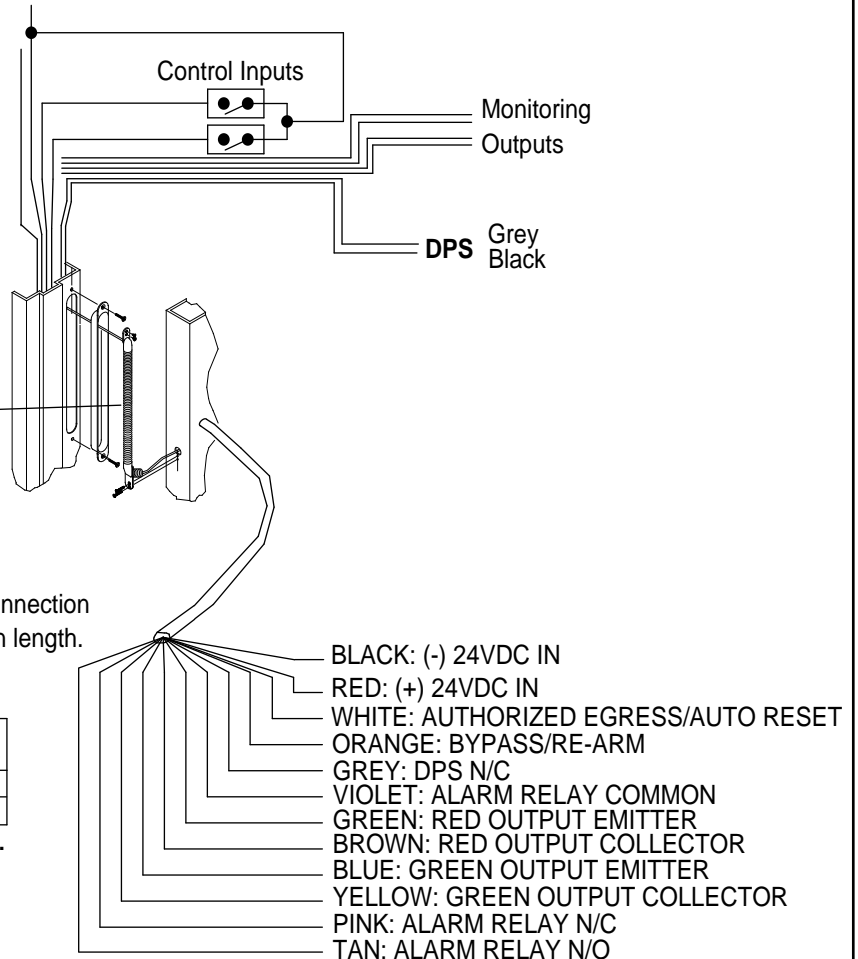 Control Inputs
Monitoring
Outputs
DPS
Grey
Black
length.
BLACK: (-) 24VDC IN
RED: (+) 24VDC IN
WHITE: AUTHORIZED EGRESS/AUTO RESET
ORANGE: BYPASS/RE-ARM
GREY: DPS N/C
VIOLET: ALARM RELAY COMMON
GREEN: RED OUTPUT EMITTER
BROWN: RED OUTPUT COLLECTOR
BLUE: GREEN OUTPUT EMITTER
YELLOW: GREEN OUTPUT COLLECTOR
PINK: ALARM RELAY N/C
TAN: ALARM RELAY N/O